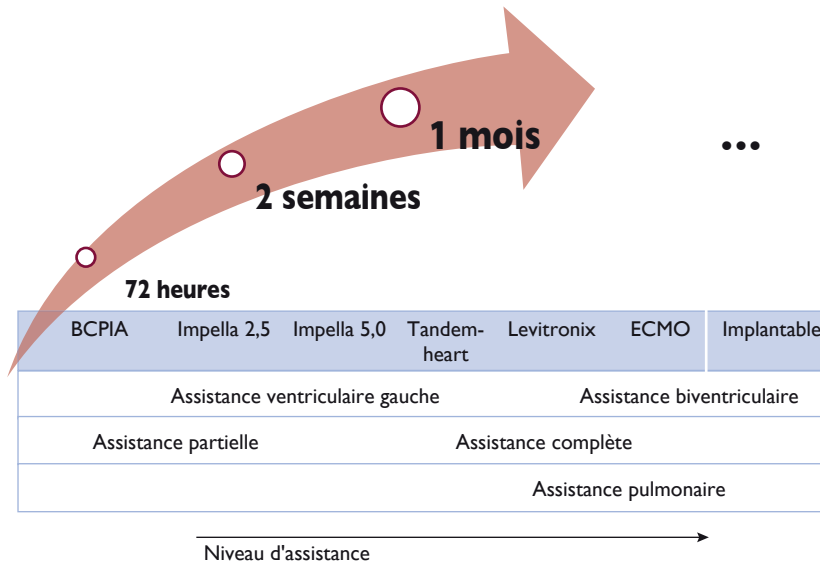 1 mois
...
2 semaines
72 heures
BCPIA Impella 2,5 Impella 5,0 Tandem- Levitronix ECMO Implantable
heart
Assistance ventriculaire gauche Assistance biventriculaire
Assistance partielle Assistance complète
Assistance pulmonaire
Niveau d'assistance